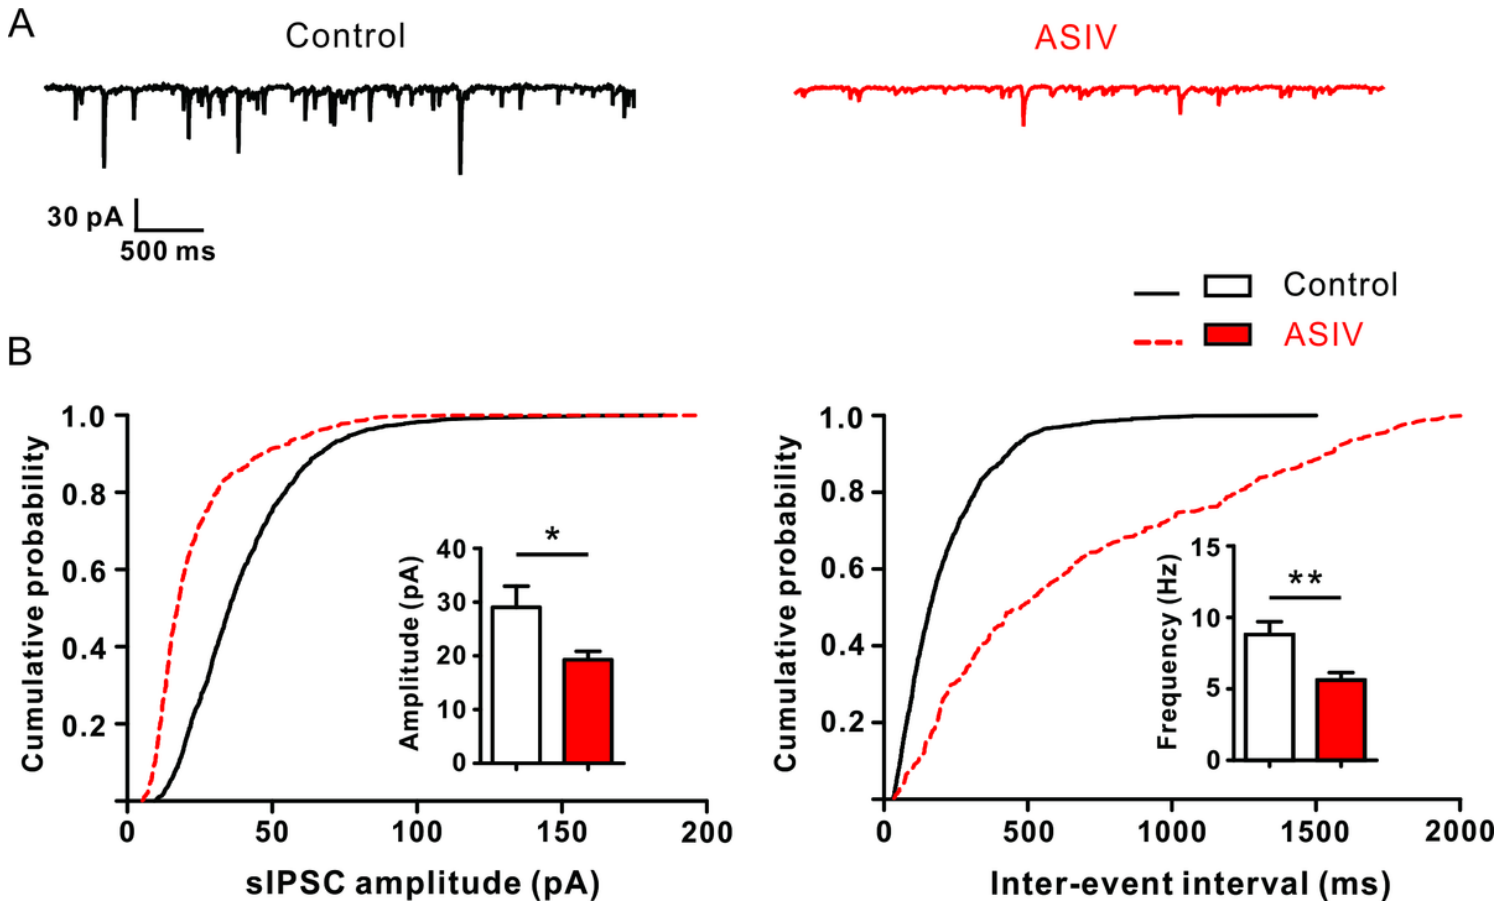 A
Control
ASIV
30 pA
500 ms
Control
ASIV
B
Cumulative probability
1.0
0.8
0.6
0.4
0.2
0
50
100
150
200
sIPSC amplitude (pA)
Amplitude (pA)
40
30
20
10
0
*
Cumulative probability
1.0
0.8
0.6
0.4
0.2
0
500
1000
1500
2000
Inter-event interval (ms)
Frequency (Hz)
15
10
5
0
**